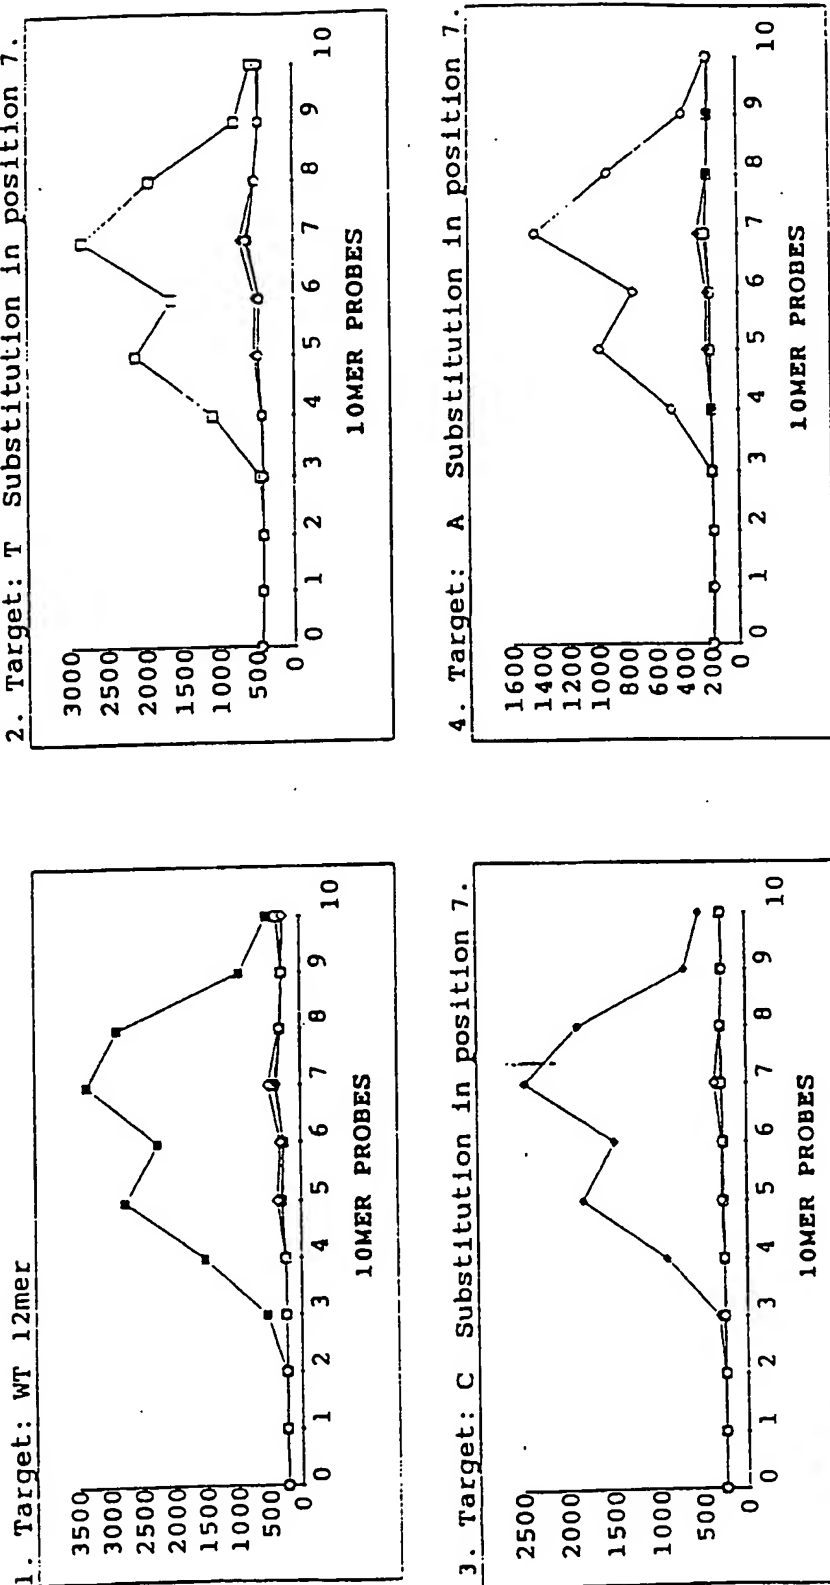 1. Target: WT 12mer
3500
3000
2500
2000
1500
1000
500
0
0 1 2 3 4 5 6 7 8 9 10
10MER PROBES
2. Target: T Substitution in position 7.
3000
2500
2000
1500
1000
500
0
0 1 2 3 4 5 6 7 8 9 10
10MER PROBES
3. Target: C Substitution in position 7.
2500
2000
1500
1000
500
0
0 1 2 3 4 5 6 7 8 9 10
10MER PROBES
4. Target: A Substitution in position 7.
1600
1400
1200
1000
800
600
400
200
0
0 1 2 3 4 5 6 7 8 9 10
10MER PROBES